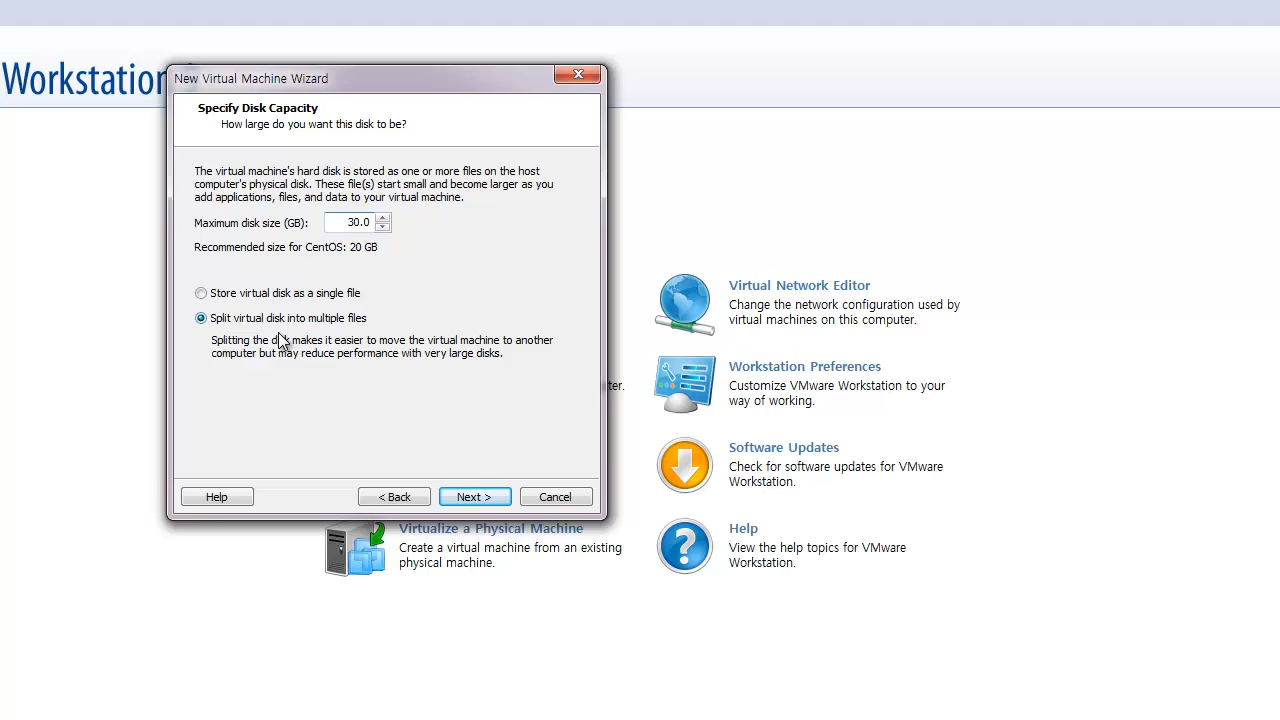 Workstation
New Virtual Machine Wizard
Specify Disk Capacity
How large do you want this disk to be?
The virtual machine's hard disk is stored as one or more files on the host
computer's physical disk. These file(s) start small and become larger as you
add applications, files, and data to your virtual machine.
Maximum disk size (GB): 30.0
Recommended size for CentOS: 20 GB
Store virtual disk as a single file
Split virtual disk into multiple files
Splitting the disk makes it easier to move the virtual machine to another
computer but may reduce performance with very large disks.
Help
< Back
Next >
Cancel
ter.
Virtualize a Physical Machine
Create a virtual machine from an existing
physical machine.
Virtual Network Editor
Change the network configuration used by
virtual machines on this computer.
Workstation Preferences
Customize VMware Workstation to your
way of working.
Software Updates
Check for software updates for VMware
Workstation.
Help
View the help topics for VMware
Workstation.